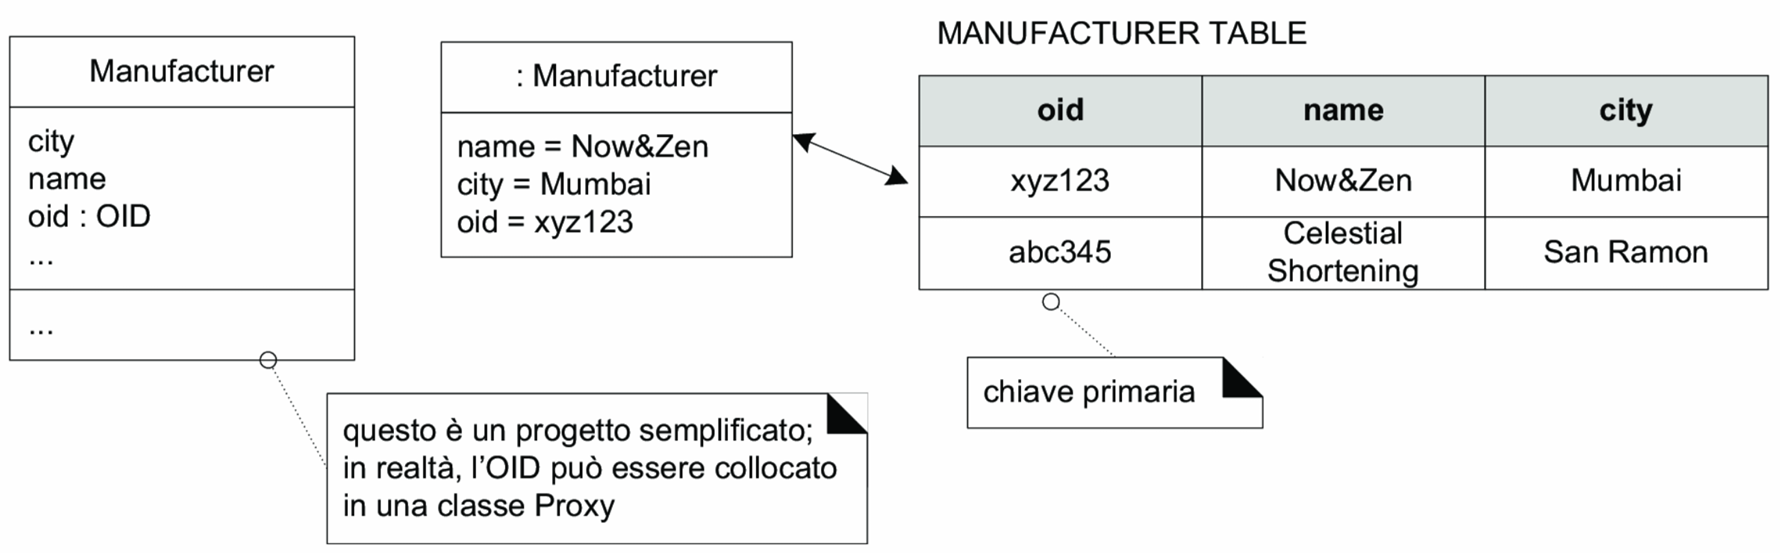 Manufacturer
city
name
oid : OID
...
...
: Manufacturer
name = Now&Zen
city = Mumbai
oid = xyz123
MANUFACTURER TABLE
oid name city
xyz123 Now&Zen Mumbai
abc345 Celestial Shortening San Ramon
chiave primaria
questo è un progetto semplificato;
in realtà, l’OID può essere collocato
in una classe Proxy